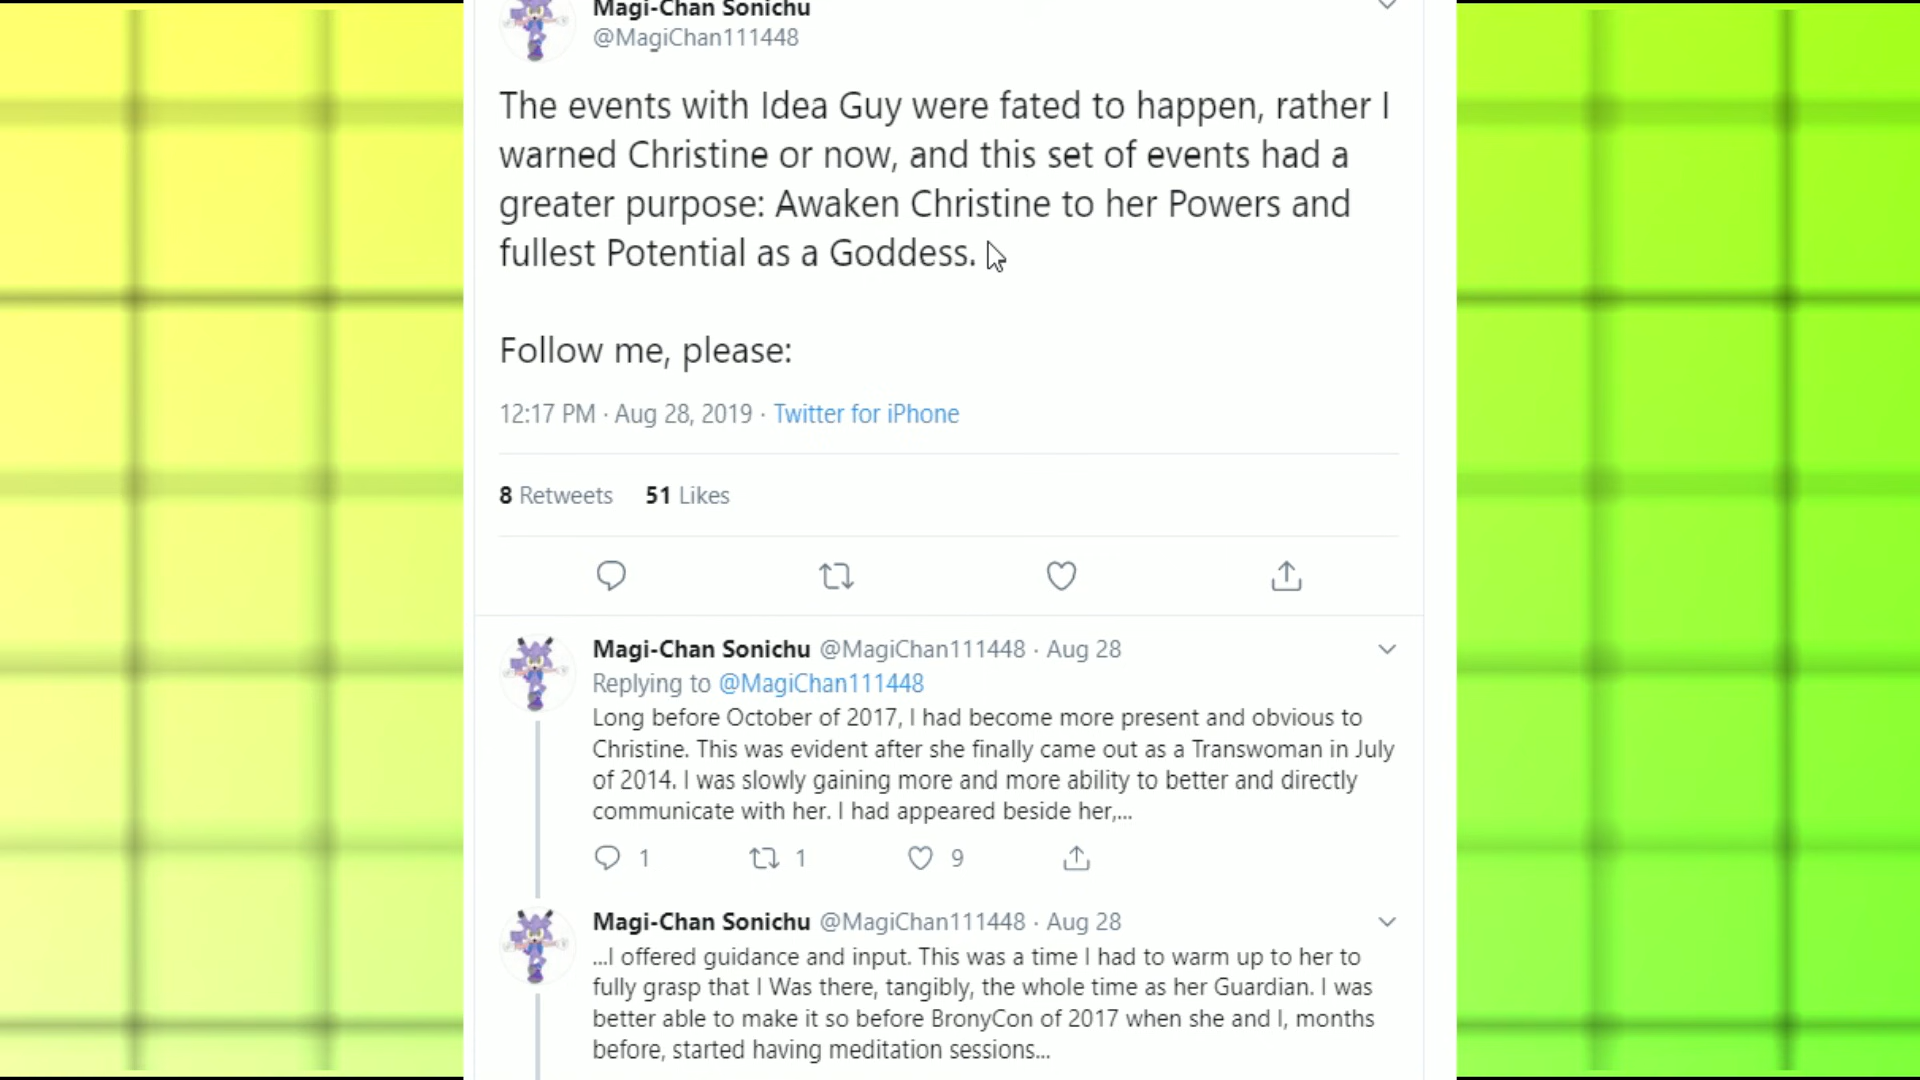 Magi-Chan Sonichu
@MagiChan111448
The events with Idea Guy were fated to happen, rather I
warned Christine or now, and this set of events had a
greater purpose: Awaken Christine to her Powers and
fullest Potential as a Goddess.
Follow me, please:
12:17 PM · Aug 28, 2019 · Twitter for iPhone
8 Retweets 51 Likes
Magi-Chan Sonichu @MagiChan111448 · Aug 28
Replying to @MagiChan111448
Long before October of 2017, I had become more present and obvious to
Christine. This was evident after she finally came out as a Transwoman in July
of 2014. I was slowly gaining more and more ability to better and directly
communicate with her. I had appeared beside her,...
1 1 9
Magi-Chan Sonichu @MagiChan111448 · Aug 28
...I offered guidance and input. This was a time I had to warm up to her to
fully grasp that I Was there, tangibly, the whole time as her Guardian. I was
better able to make it so before BronyCon of 2017 when she and I, months
before, started having meditation sessions...